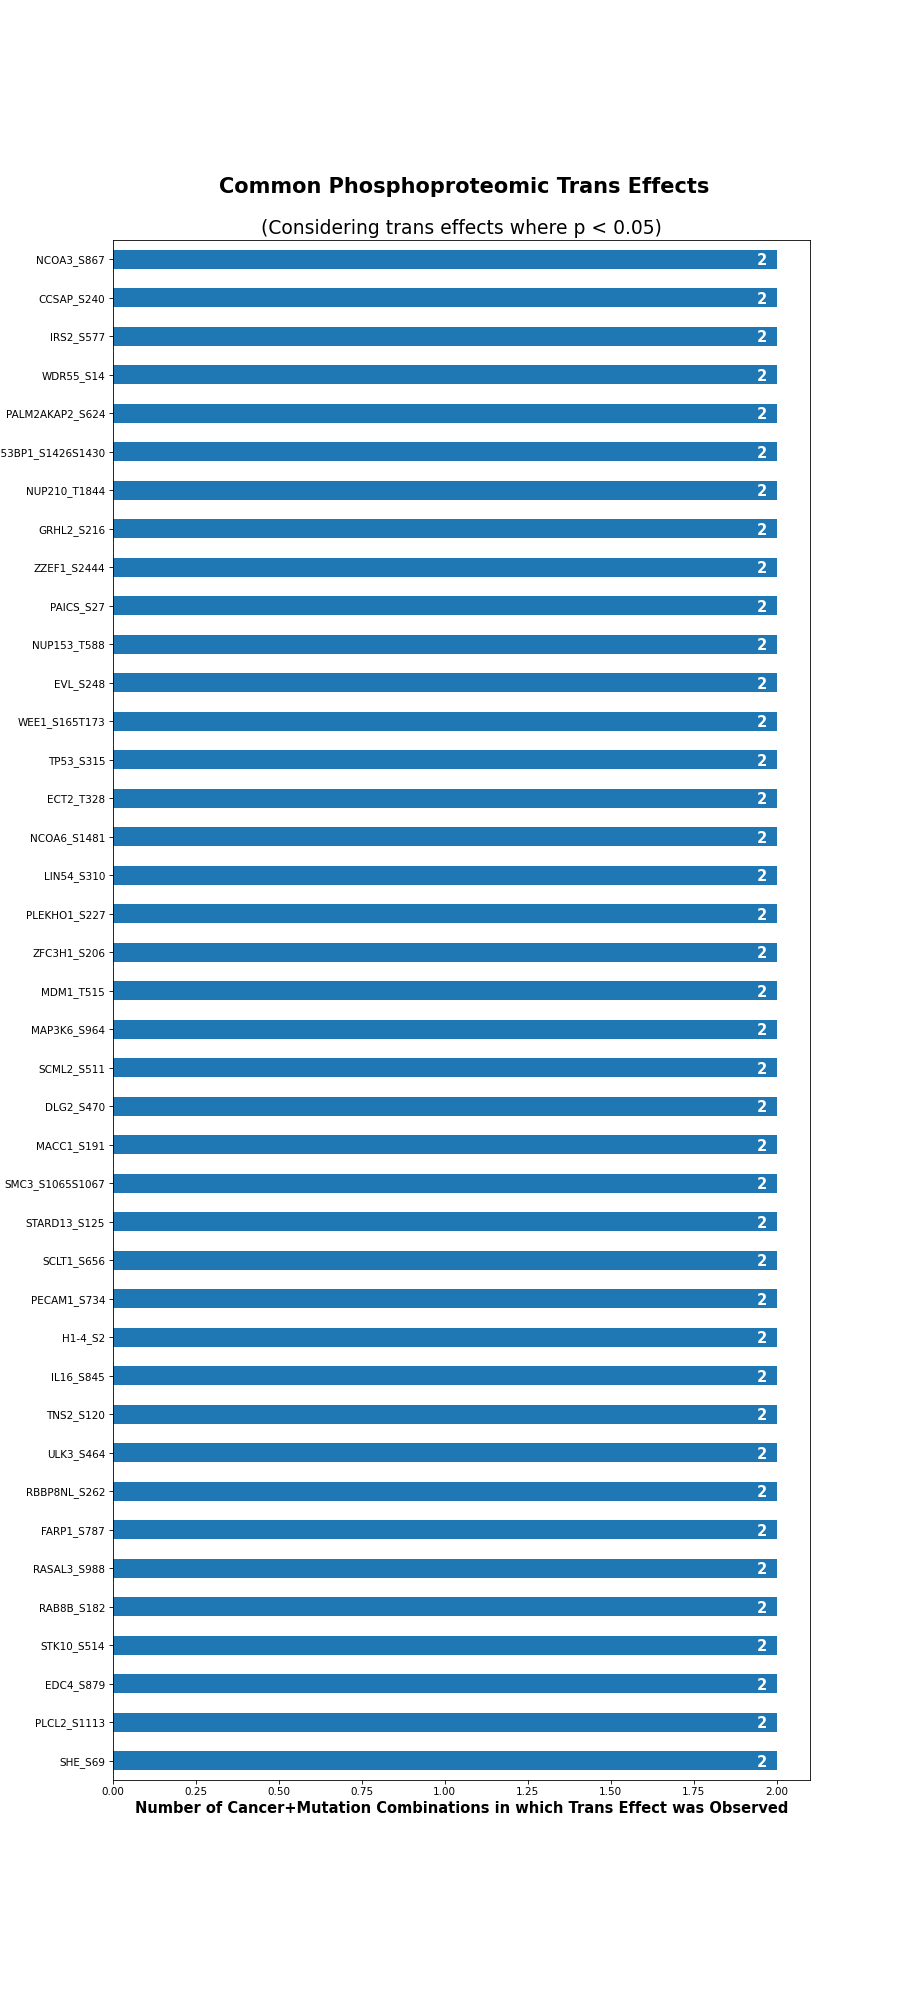 Common Phosphoproteomic Trans Effects
(Considering trans effects where p < 0.05)
NCOA3_S867 2
CCSAP_S240 2
IRS2_S577 2
WDR55_S14 2
PALM2AKAP2_S624 2
53BP1_S1426S1430 2
NUP210_T1844 2
GRHL2_S216 2
ZZEF1_S2444 2
PAICS_S27 2
NUP153_T588 2
EVL_S248 2
WEE1_S165T173 2
TP53_S315 2
ECT2_T328 2
NCOA6_S1481 2
LIN54_S310 2
PLEKHO1_S227 2
ZFC3H1_S206 2
MDM1_T515 2
MAP3K6_S964 2
SCML2_S511 2
DLG2_S470 2
MACC1_S191 2
SMC3_S1065S1067 2
STARD13_S125 2
SCLT1_S656 2
PECAM1_S734 2
H1-4_S2 2
IL16_S845 2
TNS2_S120 2
ULK3_S464 2
RBBP8NL_S262 2
FARP1_S787 2
RASAL3_S988 2
RAB8B_S182 2
STK10_S514 2
EDC4_S879 2
PLCL2_S1113 2
SHE_S69 2
0.00 0.25 0.50 0.75 1.00 1.25 1.50 1.75 2.00
Number of Cancer+Mutation Combinations in which Trans Effect was Observed